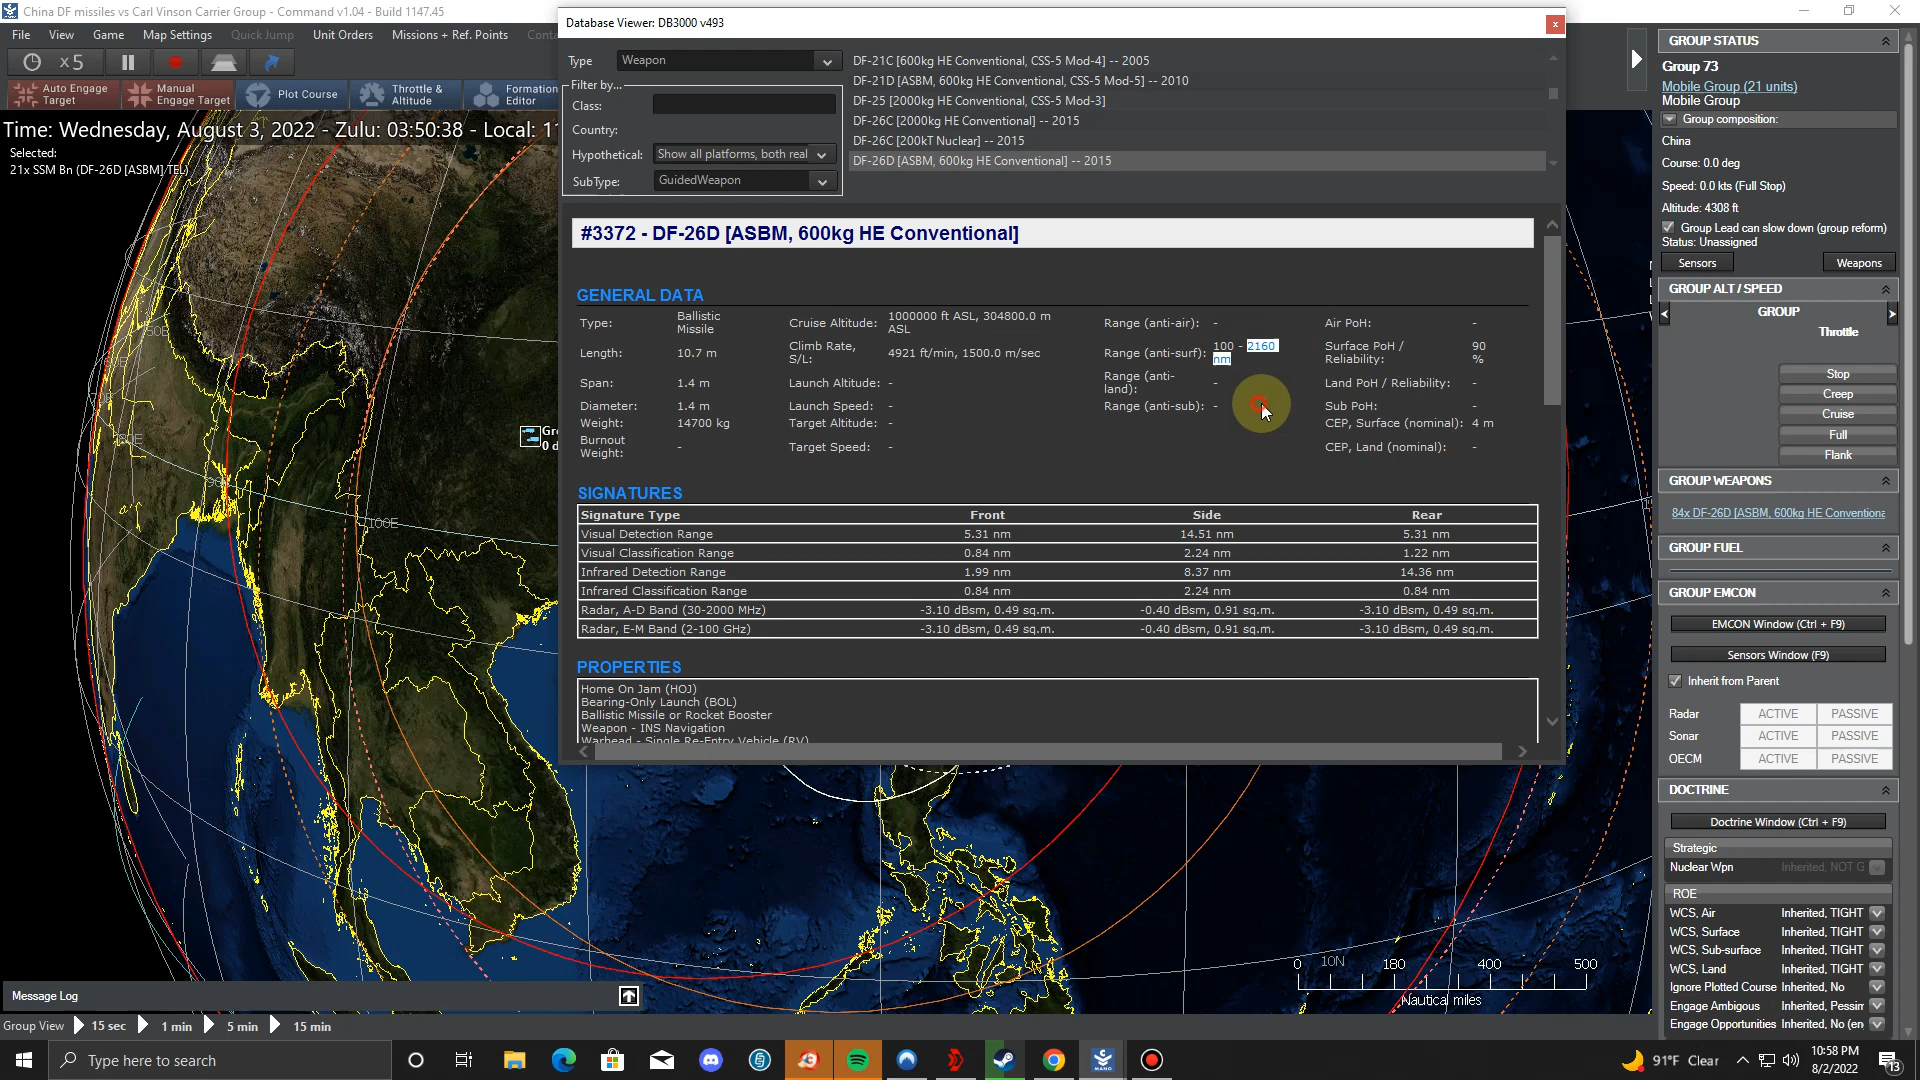 China DF missiles vs Carl Vinson Carrier Group - Command v1.04 - Build 1147.45
File View Game Map Settings Quick Jump Unit Orders Missions + Ref. Points
x 5
Auto Engage Target
Manual Engage Target
Plot Course
Throttle & Altitude
Formation Editor
Time: Wednesday, August 3, 2022 - Zulu: 03:50:38 - Local:
Selected:
21x SSM Bn (DF-26D [ASBM] TEL)
Database Viewer: DB3000 v493
x
Type Weapon
Filter by...
Class:
Country:
Hypothetical: Show all platforms, both real
SubType: GuidedWeapon
DF-21C [600kg HE Conventional, CSS-5 Mod-4] -- 2005
DF-21D [ASBM, 600kg HE Conventional, CSS-5 Mod-5] -- 2010
DF-25 [2000kg HE Conventional, CSS-5 Mod-3]
DF-26C [2000kg HE Conventional] -- 2015
DF-26C [200kT Nuclear] -- 2015
DF-26D [ASBM, 600kg HE Conventional] -- 2015
#3372 - DF-26D [ASBM, 600kg HE Conventional]
GENERAL DATA
Type: Ballistic Missile Cruise Altitude: 1000000 ft ASL, 304800.0 m ASL Range (anti-air): - Air PoH: -
Length: 10.7 m Climb Rate, S/L: 4921 ft/min, 1500.0 m/sec Range (anti-surf): 100 - 2160 nm Surface PoH / Reliability: 90 %
Span: 1.4 m Launch Altitude: - Range (anti-land): - Land PoH / Reliability: -
Diameter: 1.4 m Launch Speed: - Range (anti-sub): - Sub PoH: -
Weight: 14700 kg Target Altitude: - CEP, Surface (nominal): 4 m
Burnout Weight: - Target Speed: - CEP, Land (nominal): -
SIGNATURES
Signature Type Front Side Rear
Visual Detection Range 5.31 nm 14.51 nm 5.31 nm
Visual Classification Range 0.84 nm 2.24 nm 1.22 nm
Infrared Detection Range 1.99 nm 8.37 nm 14.36 nm
Infrared Classification Range 0.84 nm 2.24 nm 0.84 nm
Radar, A-D Band (30-2000 MHz) -3.10 dBsm, 0.49 sq.m. -0.40 dBsm, 0.91 sq.m. -3.10 dBsm, 0.49 sq.m.
Radar, E-M Band (2-100 GHz) -3.10 dBsm, 0.49 sq.m. -0.40 dBsm, 0.91 sq.m. -3.10 dBsm, 0.49 sq.m.
PROPERTIES
Home On Jam (HOJ)
Bearing-Only Launch (BOL)
Ballistic Missile or Rocket Booster
Weapon - INS Navigation
Warhead - Single Re-Entry Vehicle (RV)
80E
90E
100E
10N
0 180 400 500
Nautical miles
GROUP STATUS
Group 73
Mobile Group (21 units)
Mobile Group
Group composition:
China
Course: 0.0 deg
Speed: 0.0 kts (Full Stop)
Altitude: 4308 ft
Group Lead can slow down (group reform)
Status: Unassigned
Sensors Weapons
GROUP ALT / SPEED
GROUP
Throttle
Stop
Creep
Cruise
Full
Flank
GROUP WEAPONS
84x DF-26D [ASBM, 600kg HE Conventiona
GROUP FUEL
GROUP EMCON
EMCON Window (Ctrl + F9)
Sensors Window (F9)
Inherit from Parent
Radar ACTIVE PASSIVE
Sonar ACTIVE PASSIVE
OECM ACTIVE PASSIVE
DOCTRINE
Doctrine Window (Ctrl + F9)
Strategic
Nuclear Wpn Inherited, NOT G
ROE
WCS, Air Inherited, TIGHT
WCS, Surface Inherited, TIGHT
WCS, Sub-surface Inherited, TIGHT
WCS, Land Inherited, TIGHT
Ignore Plotted Course Inherited, No
Engage Ambiguous Inherited, Pessim
Engage Opportunities Inherited, No (en
Message Log
Group View 15 sec 1 min 5 min 15 min
Type here to search
91°F Clear
10:58 PM
8/2/2022
13